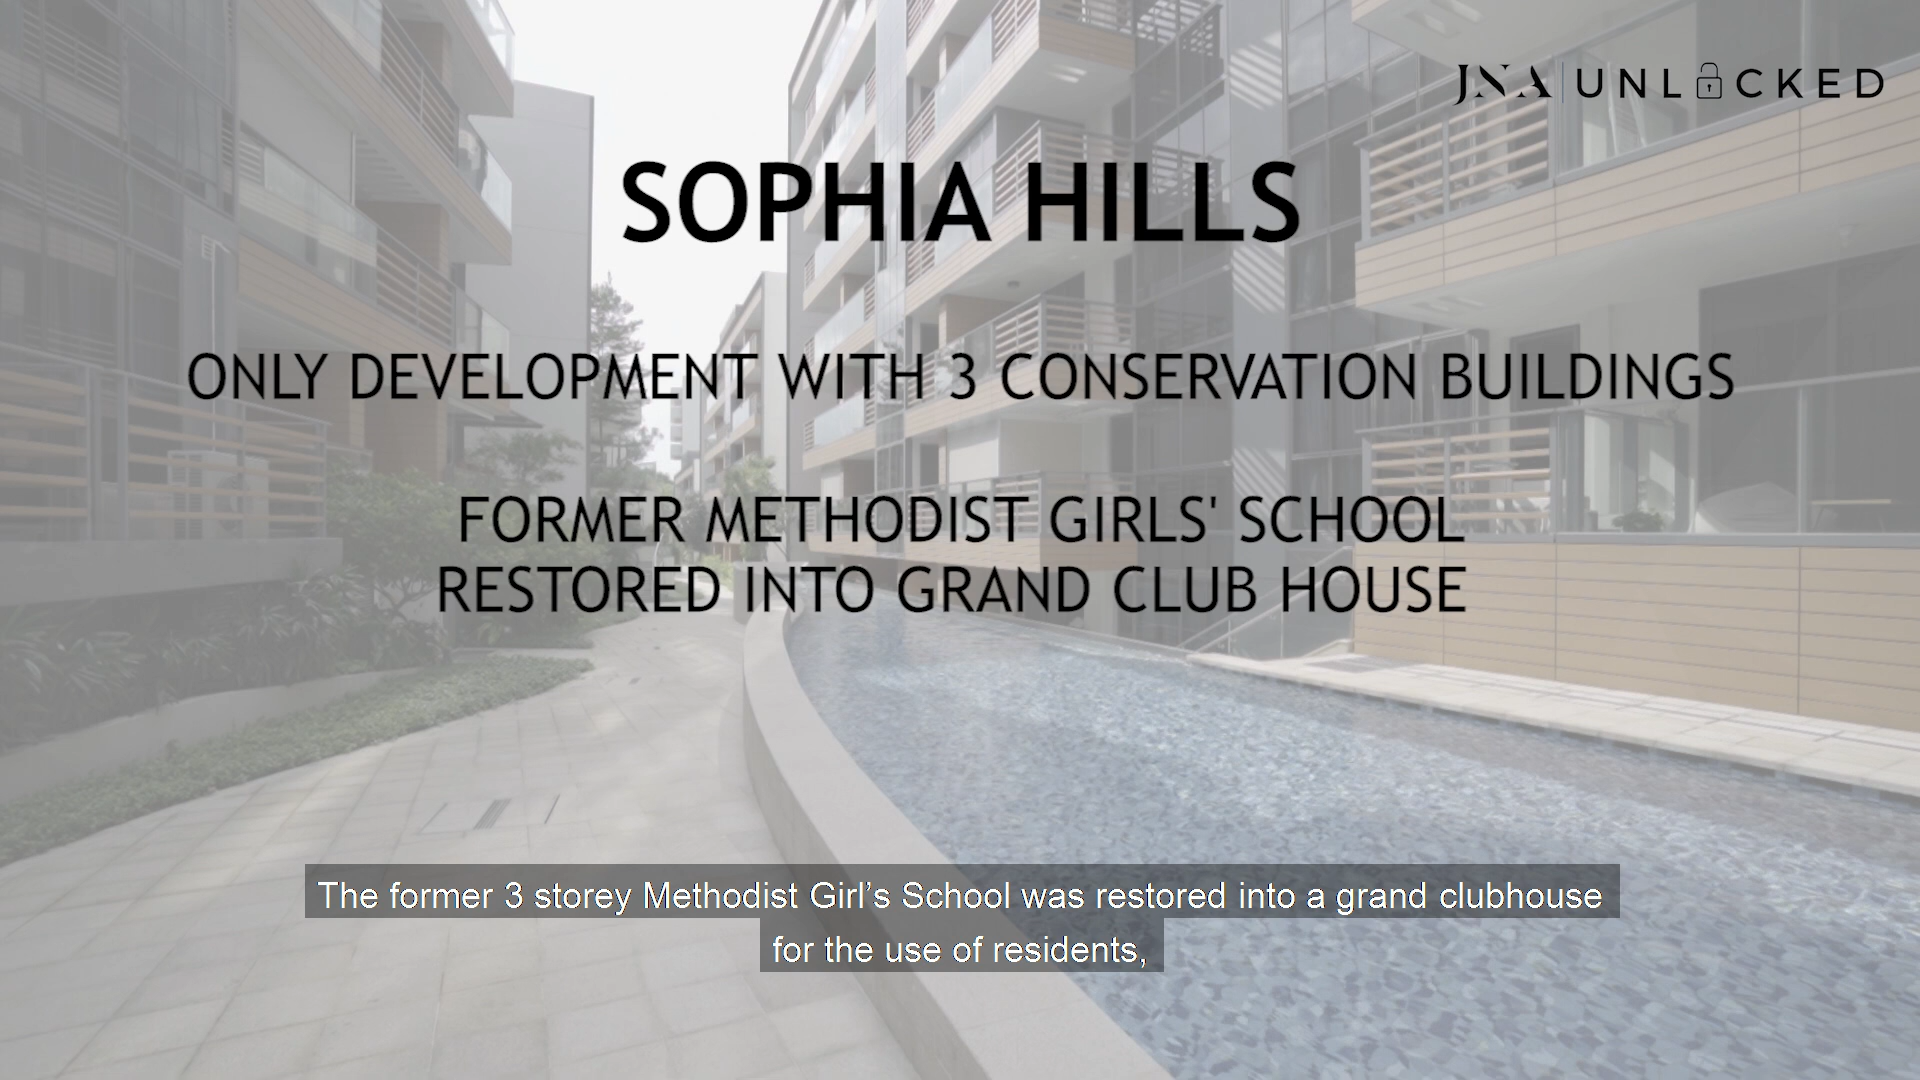 JNA UNLOCKED
SOPHIA HILLS
ONLY DEVELOPMENT WITH 3 CONSERVATION BUILDINGS
FORMER METHODIST GIRLS' SCHOOL
RESTORED INTO GRAND CLUB HOUSE
The former 3 storey Methodist Girl’s School was restored into a grand clubhouse
for the use of residents,